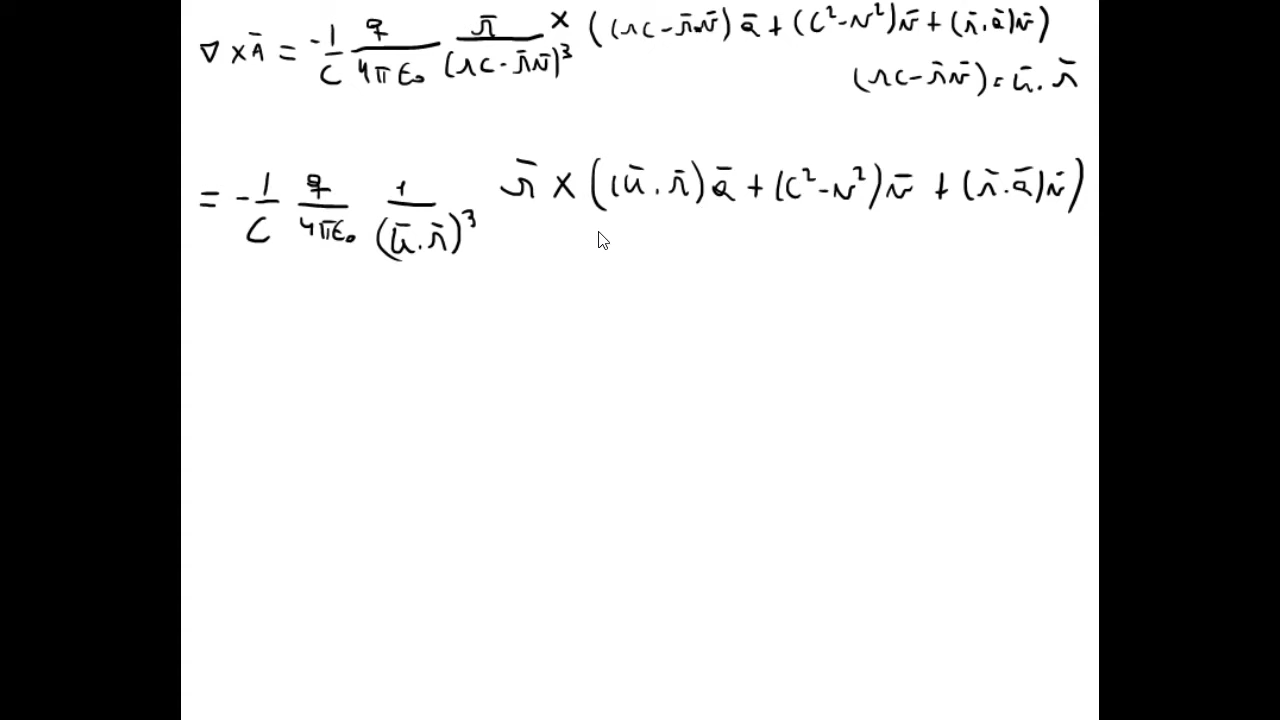 ∇ × Ā = -1/C q/4πε₀ r̄/(rc - r̄v̄)³ × ((rc - r̄·v̄) ā + (C² - v²) v̄ + (r̄.ā) v̄)
(rc - r̄v̄) = ū. r̄
= -1/C q/4πε₀ 1/(ū.r̄)³ r̄ × ((ū.r̄) ā + (C² - v²) v̄ + (r̄.ā) v̄)